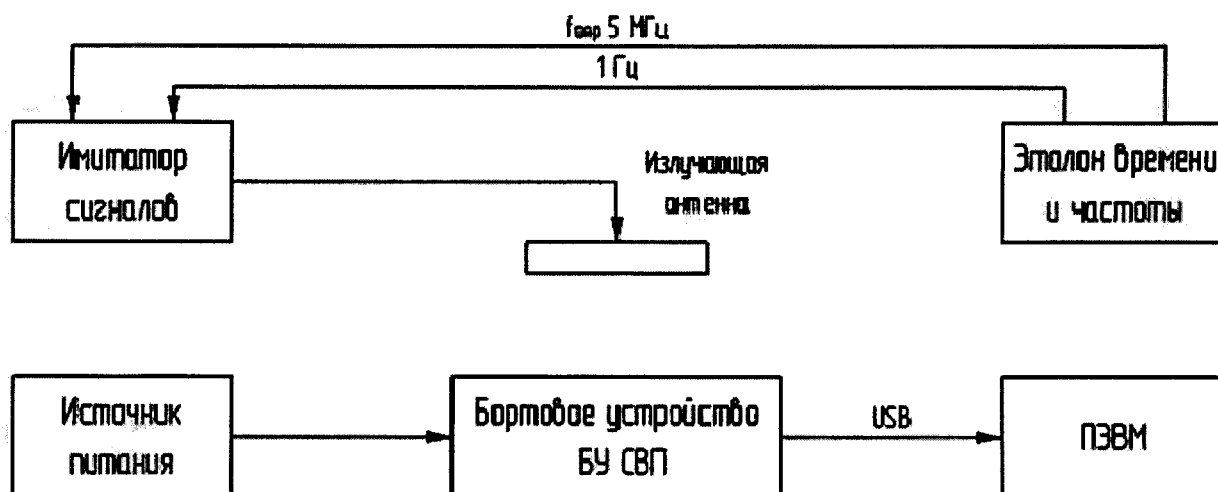 fопр 5 МГц
1 Гц
Имитатор
сигналов
Излучающая
антенна
Эталон времени
и частоты
Источник
питания
Бортовое устройство
БУ СВП
USB
ПЭВМ